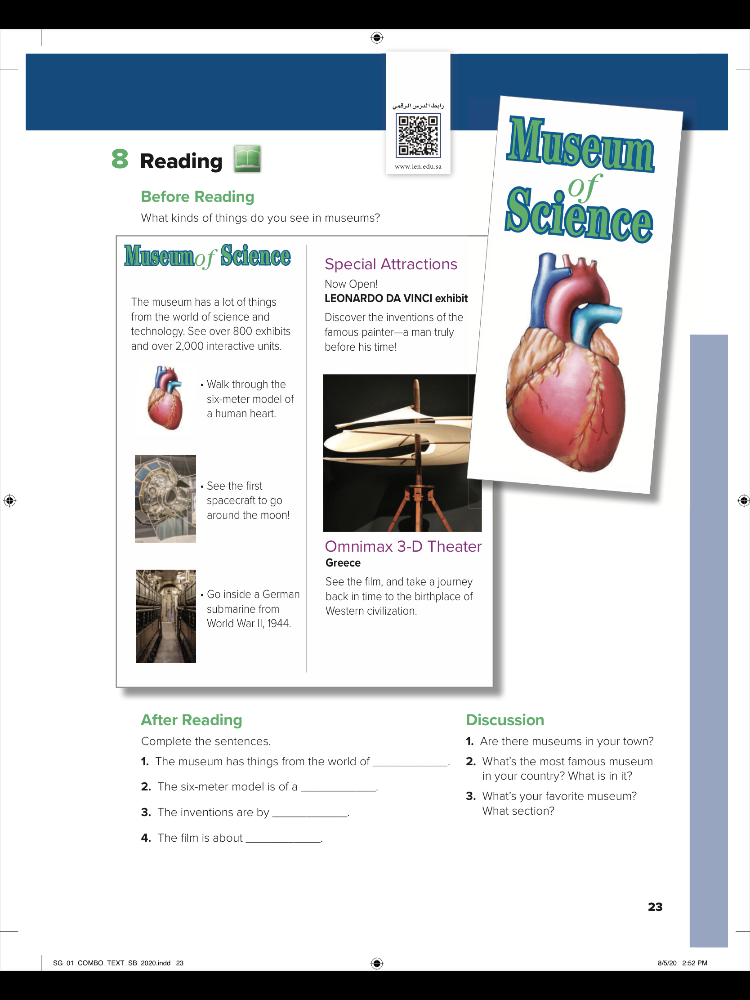 رابط الدرس الرقمي
www.ien.edu.sa
Museum
of
Science
8 Reading
Before Reading
What kinds of things do you see in museums?
Museum of Science
The museum has a lot of things
from the world of science and
technology. See over 800 exhibits
and over 2,000 interactive units.
• Walk through the
six-meter model of
a human heart.
• See the first
spacecraft to go
around the moon!
• Go inside a German
submarine from
World War II, 1944.
Special Attractions
Now Open!
LEONARDO DA VINCI exhibit
Discover the inventions of the
famous painter—a man truly
before his time!
Omnimax 3-D Theater
Greece
See the film, and take a journey
back in time to the birthplace of
Western civilization.
After Reading
Complete the sentences.
1. The museum has things from the world of ____________.
2. The six-meter model is of a ____________.
3. The inventions are by ____________.
4. The film is about ____________.
Discussion
1. Are there museums in your town?
2. What's the most famous museum
in your country? What is in it?
3. What's your favorite museum?
What section?
23
SG_01_COMBO_TEXT_SB_2020.indd 23
8/5/20 2:52 PM